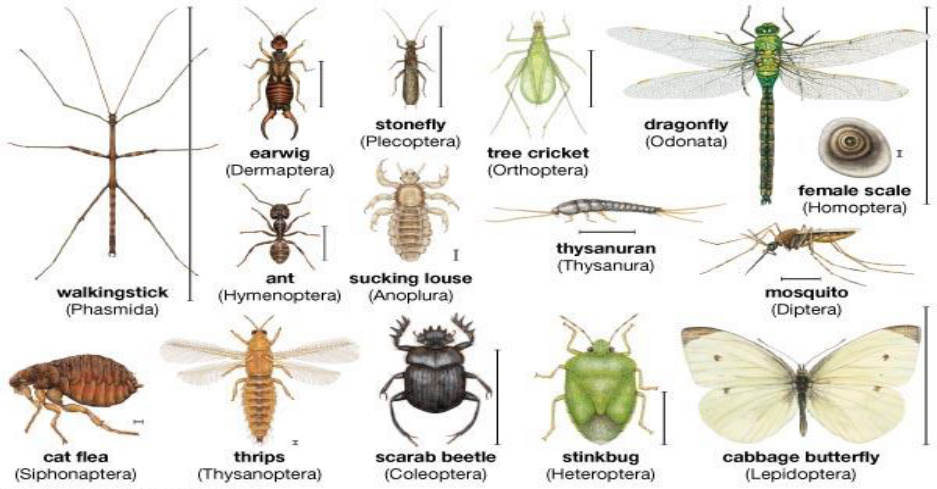 earwig
(Dermaptera)
stonefly
(Plecoptera)
tree cricket
(Orthoptera)
dragonfly
(Odonata)
female scale
(Homoptera)
walkingstick
(Phasmida)
ant
(Hymenoptera)
sucking louse
(Anoplura)
thysanuran
(Thysanura)
mosquito
(Diptera)
cat flea
(Siphonaptera)
thrips
(Thysanoptera)
scarab beetle
(Coleoptera)
stinkbug
(Heteroptera)
cabbage butterfly
(Lepidoptera)